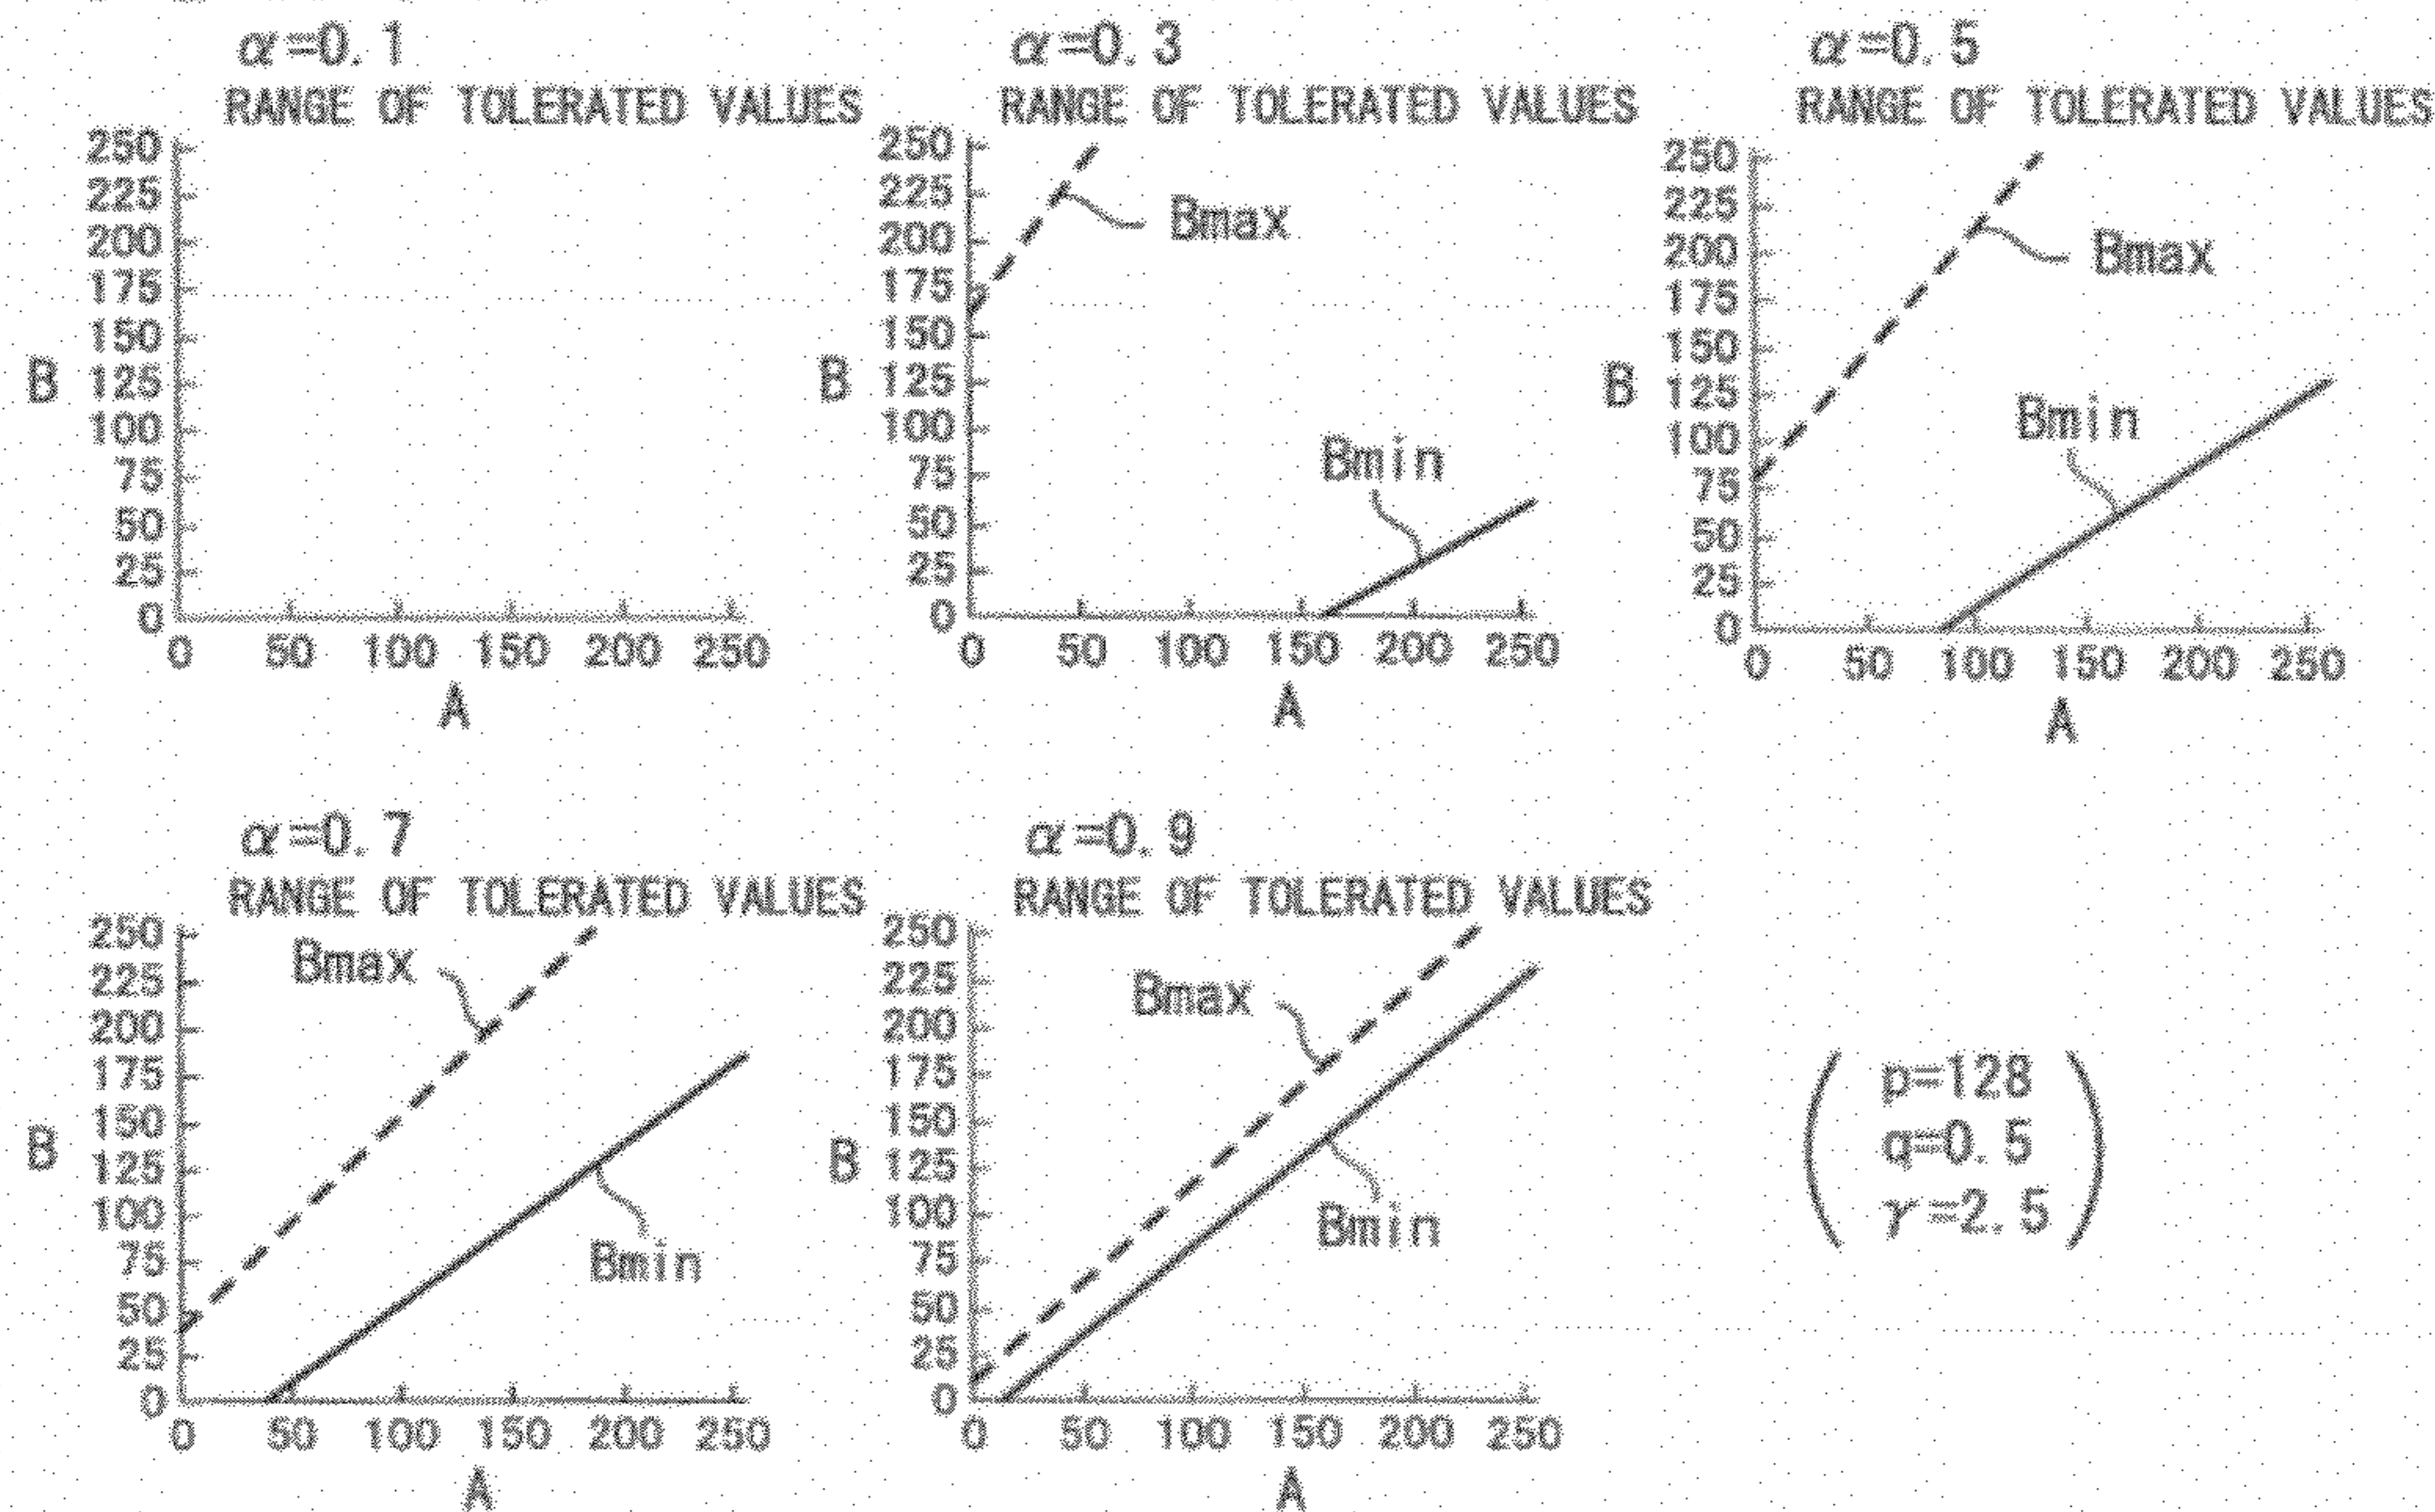 α=0.1
RANGE OF TOLERATED VALUES
250
225
200
175
150
B 125
100
75
50
25
0
0 50 100 150 200 250
A
α=0.3
RANGE OF TOLERATED VALUES
250
225
Bmax
200
175
150
B 125
100
Bmin
75
50
25
0
0 50 100 150 200 250
A
α=0.5
RANGE OF TOLERATED VALUES
250
225
Bmax
200
175
150
B 125
Bmin
100
75
50
25
0
0 50 100 150 200 250
A
α=0.7
RANGE OF TOLERATED VALUES
250
Bmax
225
200
175
150
B 125
100
75
Bmin
50
25
0
0 50 100 150 200 250
A
α=0.9
RANGE OF TOLERATED VALUES
250
225
Bmax
200
175
150
B 125
100
Bmin
75
50
25
0
0 50 100 150 200 250
A
p=128
q=0.5
γ=2.5